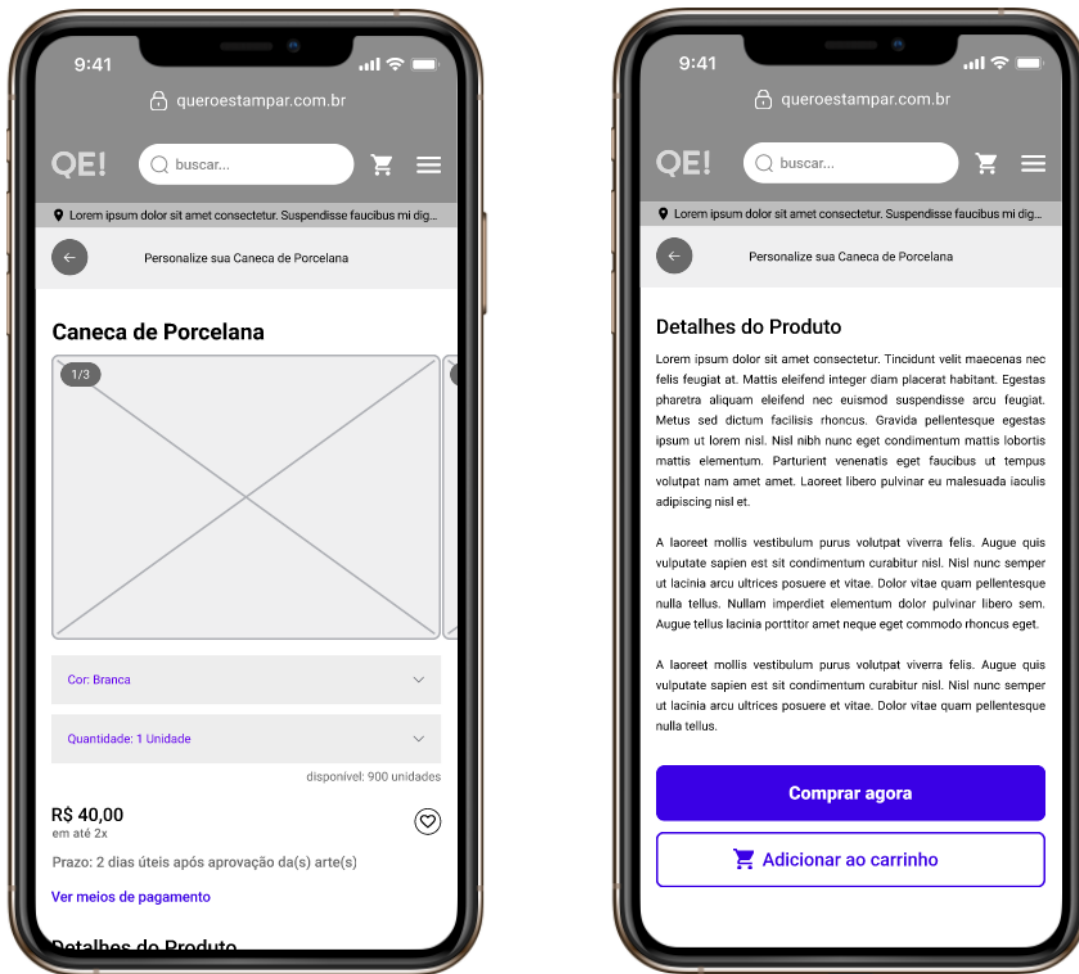 9:41
queroestampar.com.br
QE!
buscar...
Lorem ipsum dolor sit amet consectetur. Suspendisse faucibus mi dig...
Personalize sua Caneca de Porcelana
Caneca de Porcelana
1/3
Cor: Branca
Quantidade: 1 Unidade
disponível: 900 unidades
R$ 40,00
em até 2x
Prazo: 2 dias úteis após aprovação da(s) arte(s)
Ver meios de pagamento
Detalhes do Produto
9:41
queroestampar.com.br
QE!
buscar...
Lorem ipsum dolor sit amet consectetur. Suspendisse faucibus mi dig...
Personalize sua Caneca de Porcelana
Detalhes do Produto
Lorem ipsum dolor sit amet consectetur. Tincidunt velit maecenas nec
felis feugiat at. Mattis eleifend integer diam placerat habitant. Egestas
pharetra aliquam eleifend nec euismod suspendisse arcu feugiat.
Metus sed dictum facilisis rhoncus. Gravida pellentesque egestas
ipsum ut lorem nisl. Nisl nibh nunc eget condimentum mattis lobortis
mattis elementum. Parturient venenatis eget faucibus ut tempus
volutpat nam amet amet. Laoreet libero pulvinar eu malesuada iaculis
adipiscing nisl et.
A laoreet mollis vestibulum purus volutpat viverra felis. Augue quis
vulputate sapien est sit condimentum curabitur nisl. Nisl nunc semper
ut lacinia arcu ultrices posuere et vitae. Dolor vitae quam pellentesque
nulla tellus. Nullam imperdiet elementum dolor pulvinar libero sem.
Augue tellus lacinia porttitor amet neque eget commodo rhoncus eget.
A laoreet mollis vestibulum purus volutpat viverra felis. Augue quis
vulputate sapien est sit condimentum curabitur nisl. Nisl nunc semper
ut lacinia arcu ultrices posuere et vitae. Dolor vitae quam pellentesque
nulla tellus.
Comprar agora
Adicionar ao carrinho